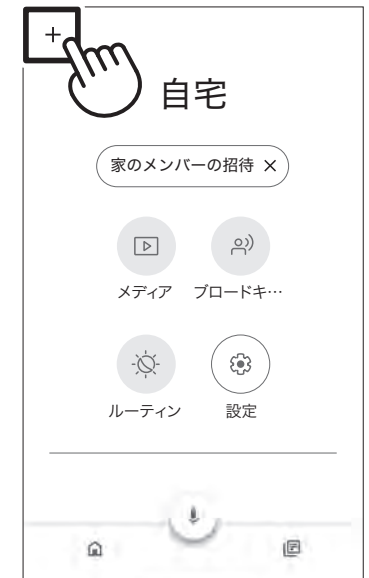 +
自宅
家のメンバーの招待 ×
メディア
ブロードキ…
ルーティン
設定